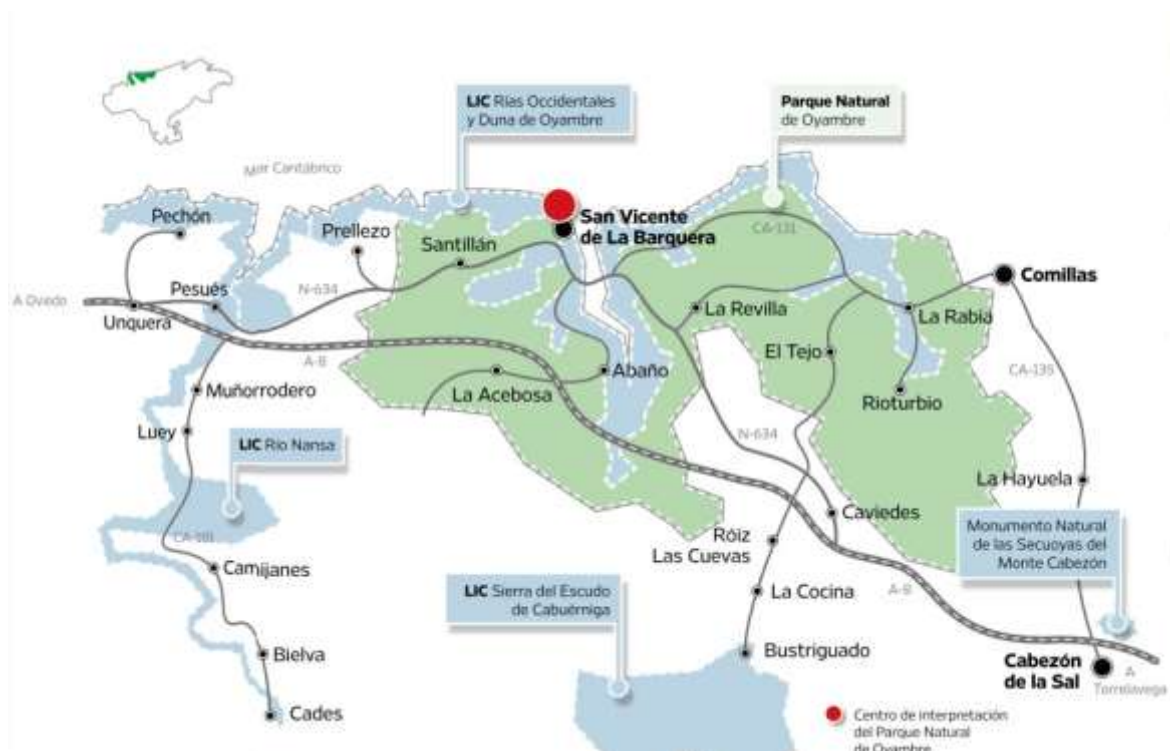 LIC Rías Occidentales
y Duna de Oyambre
Parque Natural
de Oyambre
Mar Cantábrico
Pechón
Prellezo
Santillán
San Vicente
de La Barquera
CA-131
Comillas
A Oviedo
Unquera
Pesués
N-634
La Revilla
La Rabia
El Tejo
A-8
Abaño
La Acebosa
Muñorrodero
Rioturbio
CA-135
Luey
LIC Río Nansa
N-634
La Hayuela
Caviedes
Monumento Natural
de las Secuoyas del
Monte Cabezón
Róiz
Las Cuevas
CA-181
Camijanes
LIC Sierra del Escudo
de Cabuérniga
La Cocina
A-8
Bielva
Bustriguado
Cabezón
de la Sal
A
Torrelavega
Cades
Centro de interpretación
del Parque Natural
de Oyambre